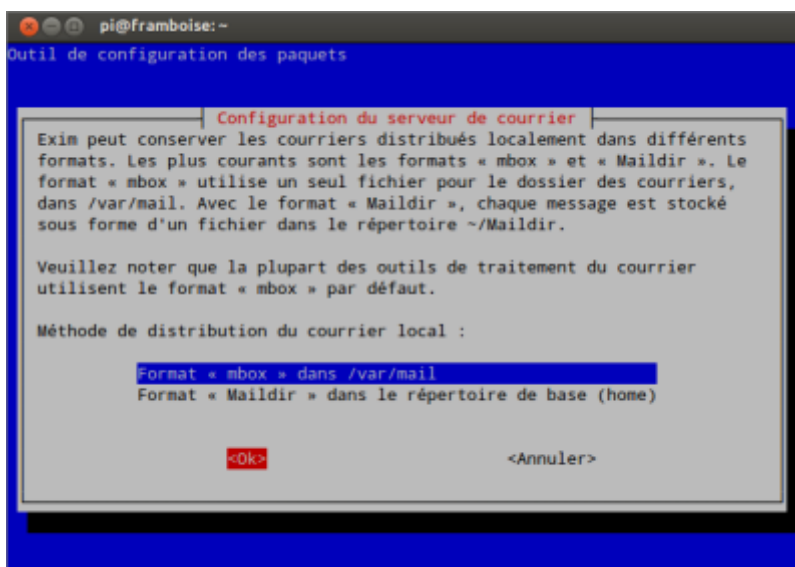 pi@framboise: ~
Outil de configuration des paquets
Configuration du serveur de courrier
Exim peut conserver les courriers distribués localement dans différents
formats. Les plus courants sont les formats « mbox » et « Maildir ». Le
format « mbox » utilise un seul fichier pour le dossier des courriers,
dans /var/mail. Avec le format « Maildir », chaque message est stocké
sous forme d'un fichier dans le répertoire ~/Maildir.
Veuillez noter que la plupart des outils de traitement du courrier
utilisent le format « mbox » par défaut.
Méthode de distribution du courrier local :
Format « mbox » dans /var/mail
Format « Maildir » dans le répertoire de base (home)
<Ok> <Annuler>